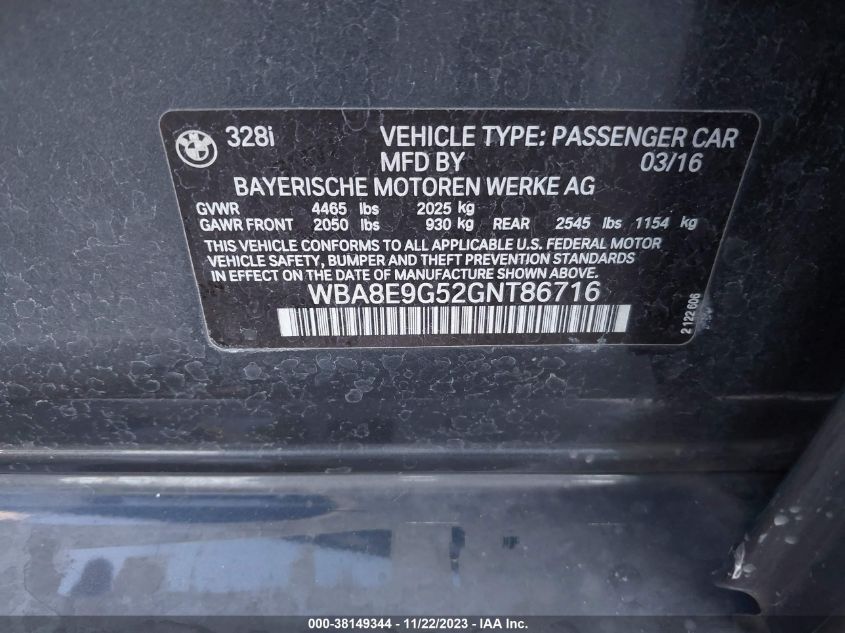 BMW 328i VEHICLE TYPE: PASSENGER CAR
MFD BY 03/16
BAYERISCHE MOTOREN WERKE AG
GVWR 4465 lbs 2025 kg
GAWR FRONT 2050 lbs 930 kg REAR 2545 lbs 1154 kg
THIS VEHICLE CONFORMS TO ALL APPLICABLE U.S. FEDERAL MOTOR
VEHICLE SAFETY, BUMPER AND THEFT PREVENTION STANDARDS
IN EFFECT ON THE DATE OF MANUFACTURE SHOWN ABOVE.
WBA8E9G52GNT86716
2 122 606
000-38149344 - 11/22/2023 - IAA Inc.